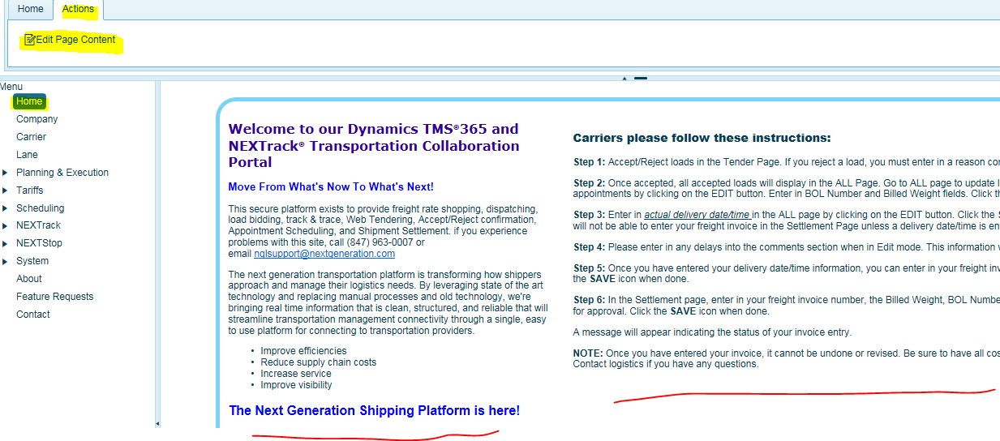 Home Actions
Edit Page Content
Menu
Home
Company
Carrier
Lane
Planning & Execution
Tariffs
Scheduling
NEXTrack
NEXTStop
System
About
Feature Requests
Contact
Welcome to our Dynamics TMS®365 and
NEXTrack® Transportation Collaboration
Portal
Move From What's Now To What's Next!
This secure platform exists to provide freight rate shopping, dispatching,
load bidding, track & trace, Web Tendering, Accept/Reject confirmation,
Appointment Scheduling, and Shipment Settlement. if you experience
problems with this site, call (847) 963-0007 or
email nglsupport@nextgeneration.com
The next generation transportation platform is transforming how shippers
approach and manage their logistics needs. By leveraging state of the art
technology and replacing manual processes and old technology, we're
bringing real time information that is clean, structured, and reliable that will
streamline transportation management connectivity through a single, easy
to use platform for connecting to transportation providers.
• Improve efficiencies
• Reduce supply chain costs
• Increase service
• Improve visibility
The Next Generation Shipping Platform is here!
Carriers please follow these instructions:
Step 1: Accept/Reject loads in the Tender Page. If you reject a load, you must enter in a reason
Step 2: Once accepted, all accepted loads will display in the ALL Page. Go to ALL page to update
appointments by clicking on the EDIT button. Enter in BOL Number and Billed Weight fields. Click
Step 3: Enter in actual delivery date/time in the ALL page by clicking on the EDIT button. Click the
will not be able to enter your freight invoice in the Settlement Page unless a delivery date/time is
Step 4: Please enter in any delays into the comments section when in Edit mode. This information
Step 5: Once you have entered your delivery date/time information, you can enter in your freight
the SAVE icon when done.
Step 6: In the Settlement page, enter in your freight invoice number, the Billed Weight, BOL
for approval. Click the SAVE icon when done.
A message will appear indicating the status of your invoice entry.
NOTE: Once you have entered your invoice, it cannot be undone or revised. Be sure to have all
Contact logistics if you have any questions.